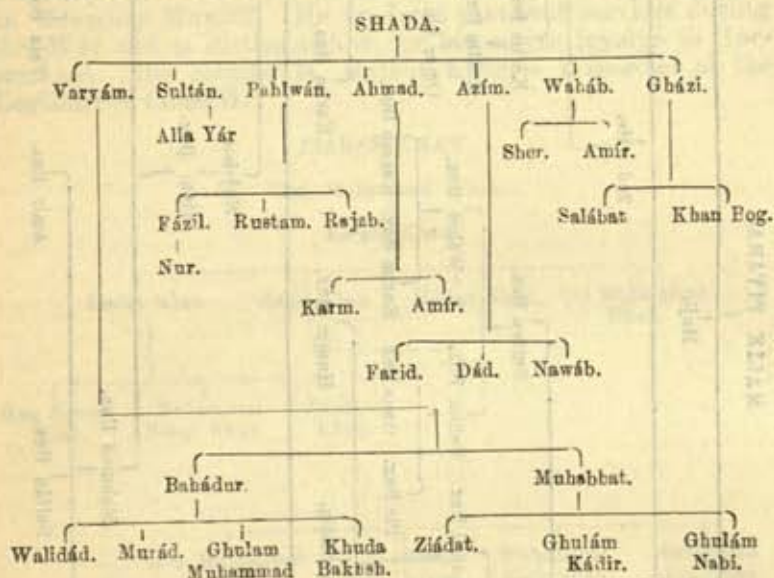 SHADA.
Varyám. Sultán. Pahlwán. Ahmad. Azím. Waháb. Gházi.
Alla Yár
Sher. Amír.
Fázil. Rustam. Rajab.
Salábat Khan Beg.
Nur.
Karm. Amír.
Farid. Dád. Nawáb.
Bahádur. Muhabbat.
Walidád. Murád. Ghulam Khuda Ziádat. Ghulám Ghulám
Muhammad Bakhsh. Kádir. Nabi.